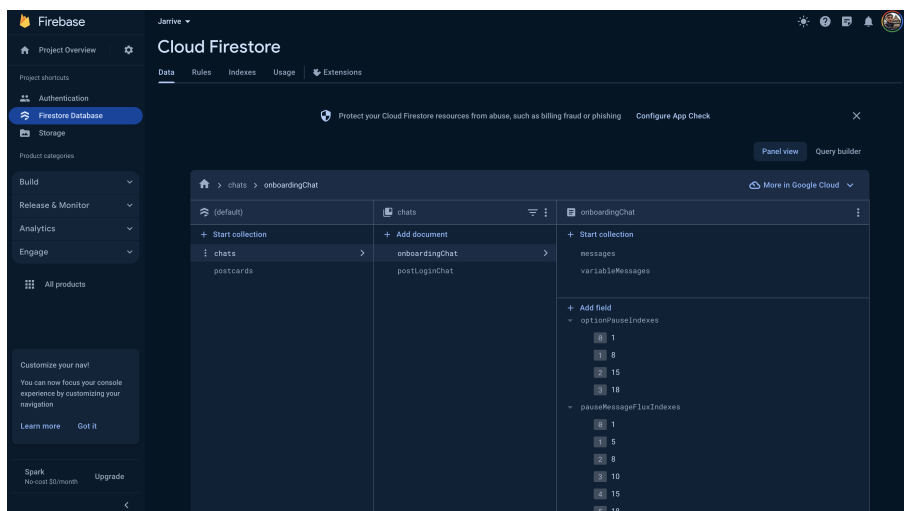 Firebase
Project Overview
Project shortcuts
Authentication
Firestore Database
Storage
Product categories
Build
Release & Monitor
Analytics
Engage
All products
Customize your nav!
You can now focus your console
experience by customizing your
navigation
Learn more Got it
Spark
No-cost $0/month
Upgrade
Jarrive
Cloud Firestore
Data Rules Indexes Usage Extensions
Protect your Cloud Firestore resources from abuse, such as billing fraud or phishing Configure App Check
Panel view Query builder
chats > onboardingChat
More in Google Cloud
(default)
+ Start collection
chats
postcards
chats
+ Add document
onboardingChat
postLoginChat
onboardingChat
+ Start collection
messages
variableMessages
+ Add field
optionPauseIndexes
0 1
1 8
2 15
3 18
pauseMessageFluxIndexes
0 1
1 5
2 8
3 10
4 15
5 18